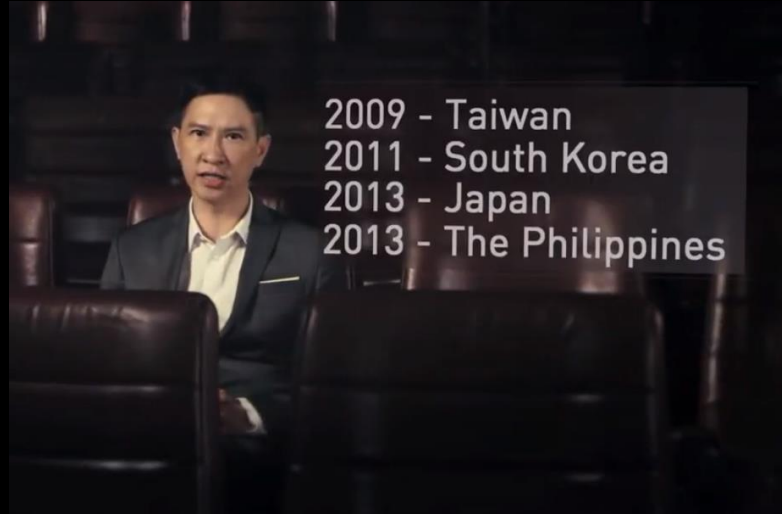 2009 - Taiwan
2011 - South Korea
2013 - Japan
2013 - The Philippines